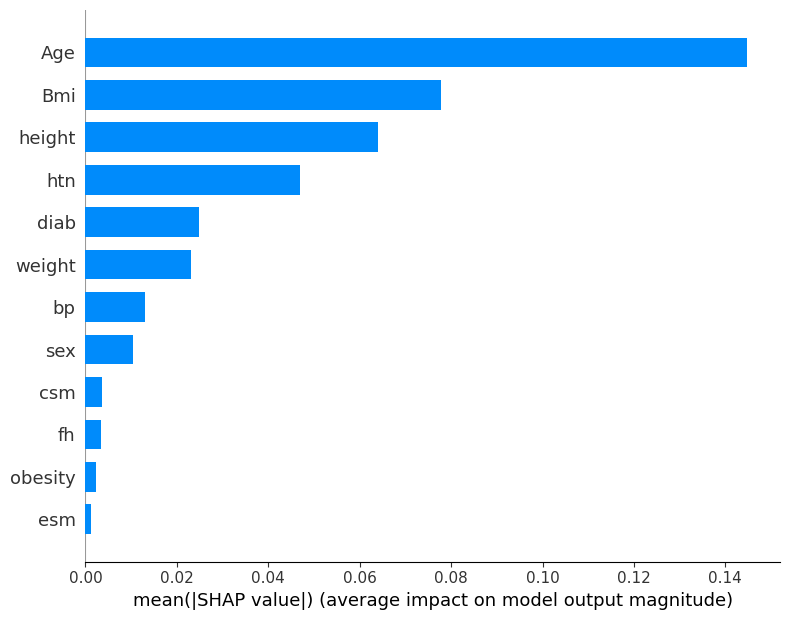 Age
Bmi
height
htn
diab
weight
bp
sex
csm
fh
obesity
esm
0.00 0.02 0.04 0.06 0.08 0.10 0.12 0.14
mean(|SHAP value|) (average impact on model output magnitude)